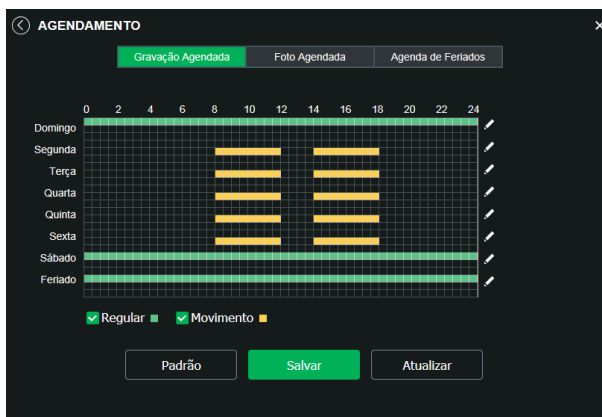 AGENDAMENTO
Gravação Agendada Foto Agendada Agenda de Feriados
0 2 4 6 8 10 12 14 16 18 20 22 24
Domingo
Segunda
Terça
Quarta
Quinta
Sexta
Sábado
Feriado
Regular Movimento
Padrão Salvar Atualizar